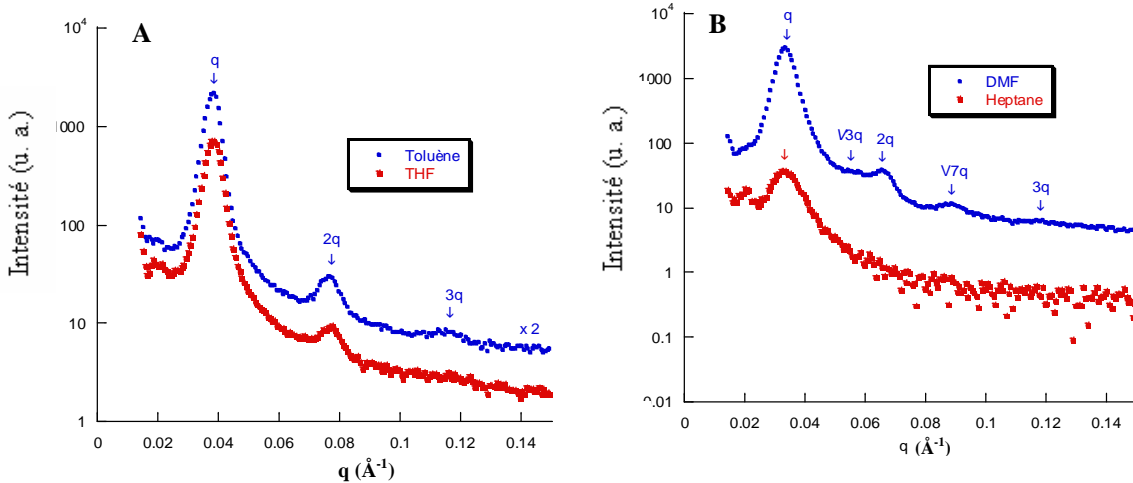 A
10⁴
1000
100
10
1
Intensité (u. a.)
q
2q
3q
x 2
Toluène
THF
0
0.02
0.04
0.06
0.08
0.1
0.12
0.14
q (Å⁻¹)
B
10⁴
1000
100
10
1
0.1
0.01
Intensité (u. a.)
q
V3q
2q
V7q
3q
DMF
Heptane
0
0.02
0.04
0.06
0.08
0.1
0.12
0.14
q (Å⁻¹)